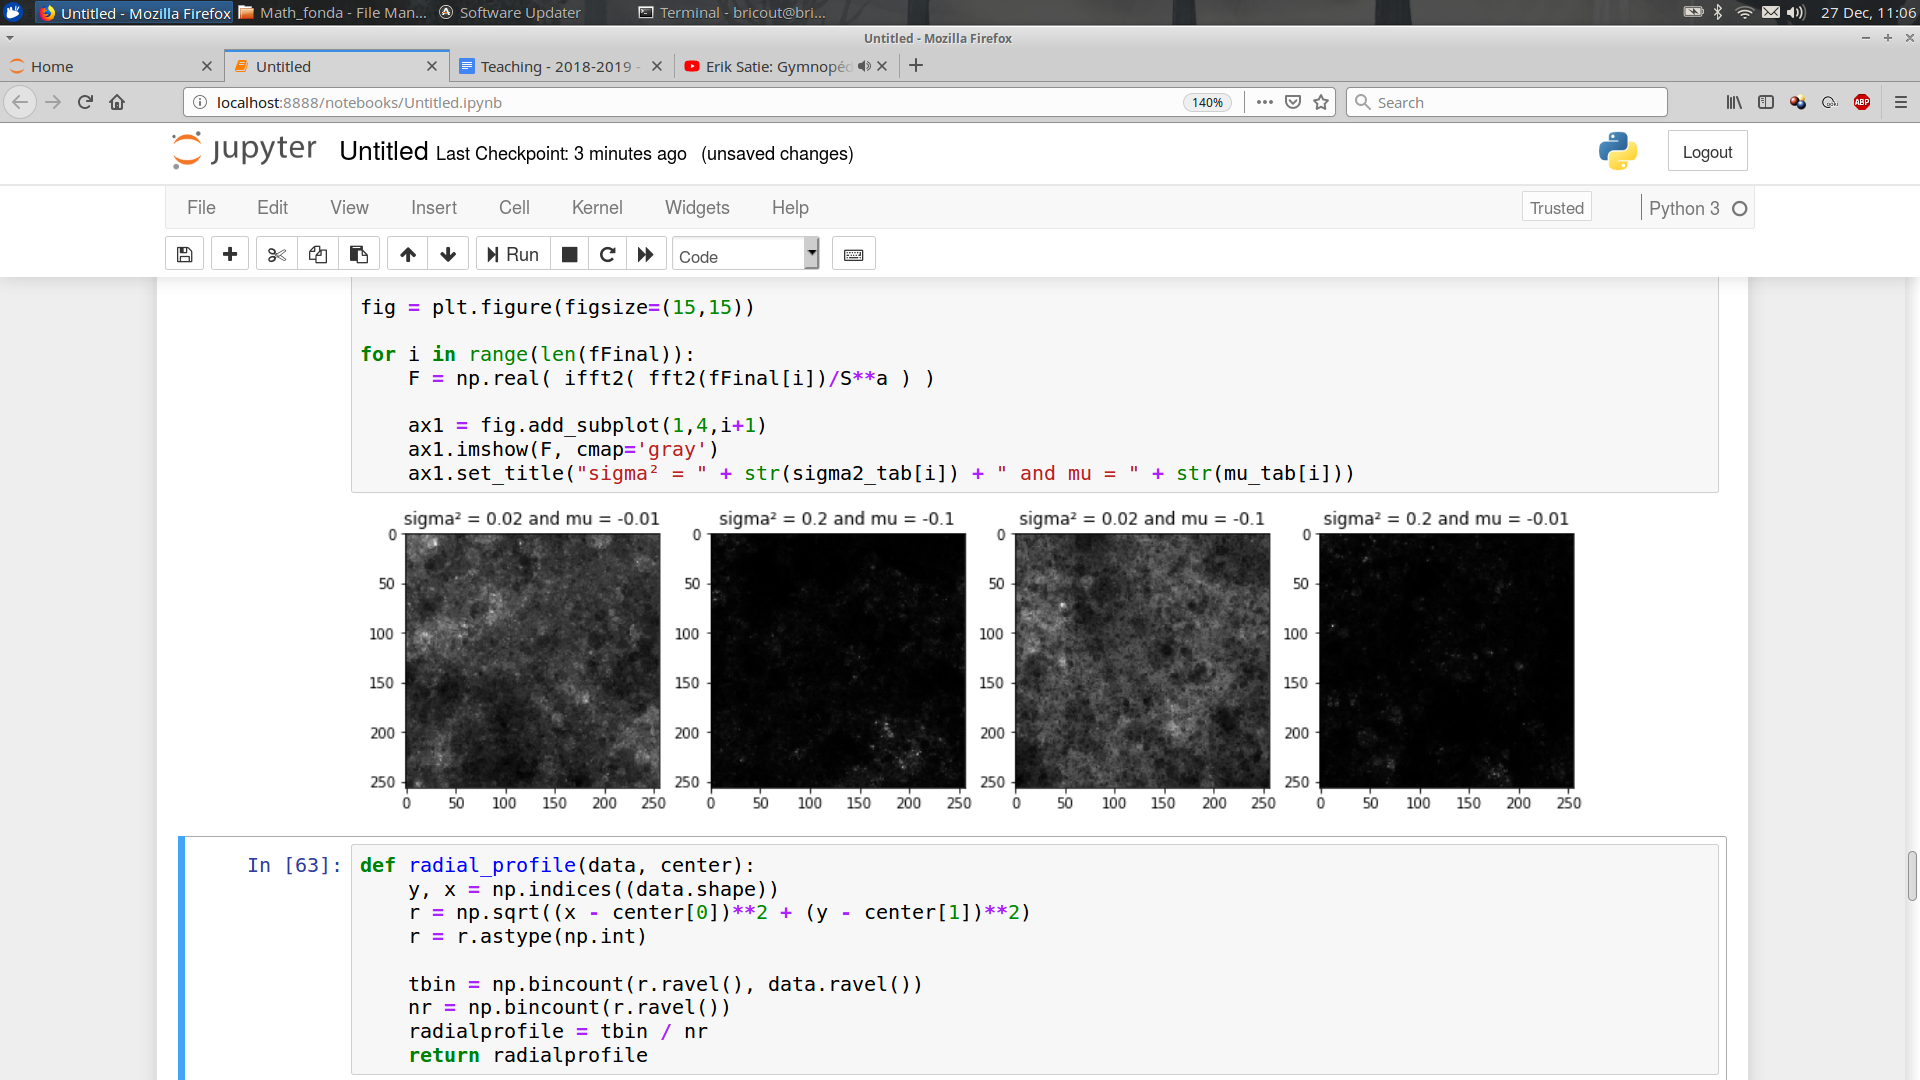 Untitled - Mozilla Firefox
Math_fonda - File Man...
Software Updater
Terminal - bricout@bri...
27 Dec, 11:06
Untitled - Mozilla Firefox
Home
Untitled
Teaching - 2018-2019 -
Erik Satie: Gymnopéd
localhost:8888/notebooks/Untitled.ipynb
140%
Search
ABP
jupyter
Untitled Last Checkpoint: 3 minutes ago (unsaved changes)
Logout
File Edit View Insert Cell Kernel Widgets Help
Trusted
Python 3
Run
Code
fig = plt.figure(figsize=(15,15))
for i in range(len(fFinal)):
F = np.real( ifft2( fft2(fFinal[i])/S**a ) )
ax1 = fig.add_subplot(1,4,i+1)
ax1.imshow(F, cmap='gray')
ax1.set_title("sigma² = " + str(sigma2_tab[i]) + " and mu = " + str(mu_tab[i]))
sigma² = 0.02 and mu = -0.01
0
50
100
150
200
250
0 50 100 150 200 250
sigma² = 0.2 and mu = -0.1
0
50
100
150
200
250
0 50 100 150 200 250
sigma² = 0.02 and mu = -0.1
0
50
100
150
200
250
0 50 100 150 200 250
sigma² = 0.2 and mu = -0.01
0
50
100
150
200
250
0 50 100 150 200 250
In [63]:
def radial_profile(data, center):
y, x = np.indices((data.shape))
r = np.sqrt((x - center[0])**2 + (y - center[1])**2)
r = r.astype(np.int)
tbin = np.bincount(r.ravel(), data.ravel())
nr = np.bincount(r.ravel())
radialprofile = tbin / nr
return radialprofile